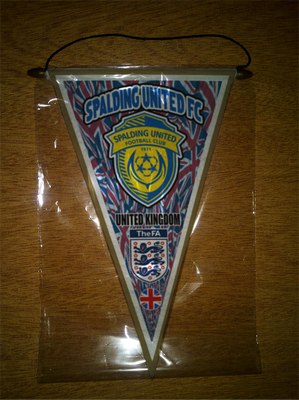 SPALDING UNITED FC
SPALDING UNITED
FOOTBALL CLUB
1921
UNITED KINGDOM
TheFA